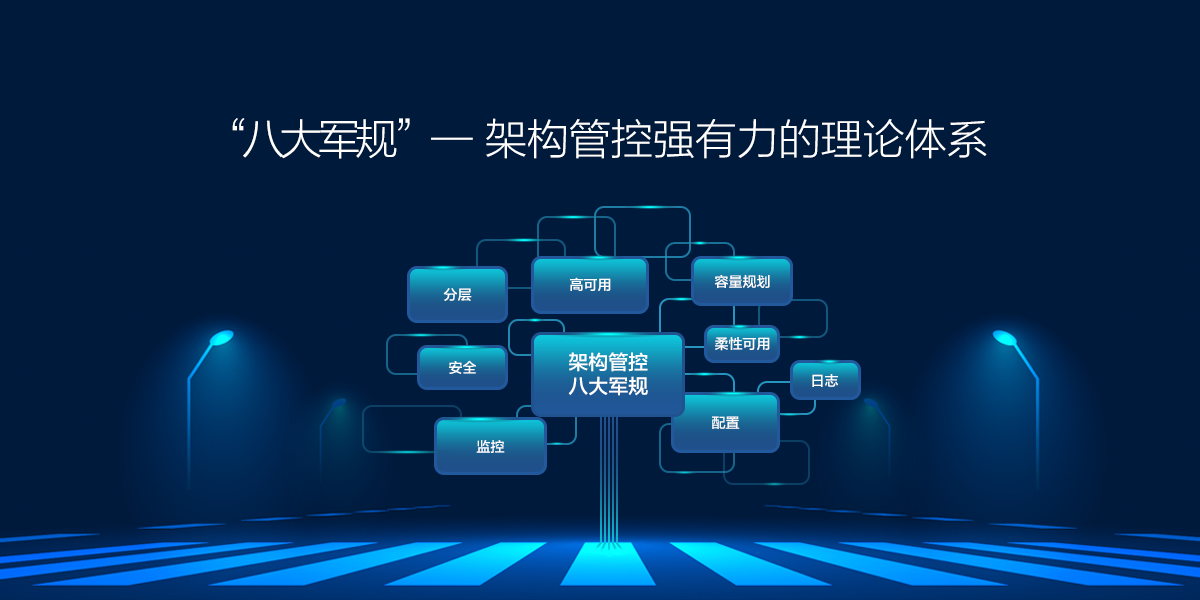 “八大军规” — 架构管控强有力的理论体系
分层
高可用
容量规划
柔性可用
安全
架构管控
八大军规
日志
配置
监控